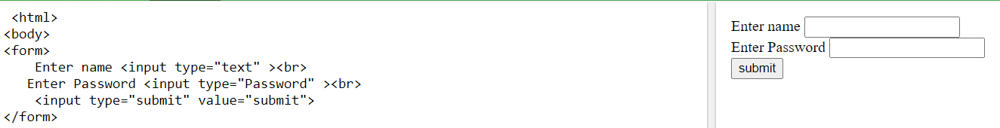 <html>
<body>
<form>
Enter name <input type="text" ><br>
Enter Password <input type="Password" ><br>
<input type="submit" value="submit">
</form>
Enter name
Enter Password
submit